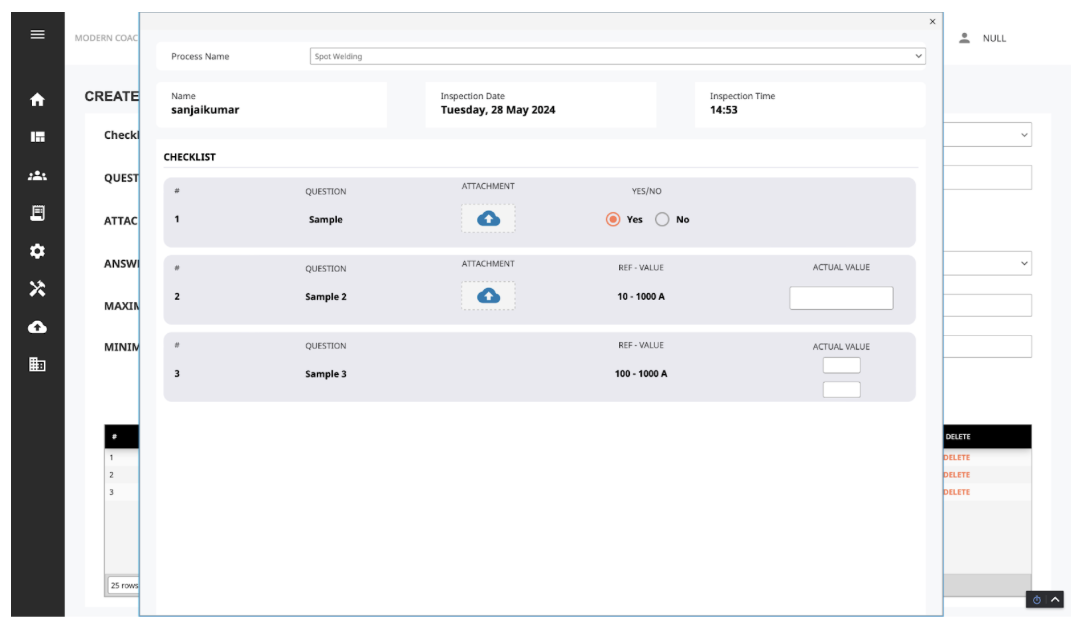 MODERN COAC
NULL
CREATE
Checkl
QUEST
ATTAC
ANSWE
MAXIM
MINIM
×
Process Name
Spot Welding
Name
sanjaikumar
Inspection Date
Tuesday, 28 May 2024
Inspection Time
14:53
CHECKLIST
# QUESTION ATTACHMENT YES/NO
1 Sample Yes No
# QUESTION ATTACHMENT REF - VALUE ACTUAL VALUE
2 Sample 2 10 - 1000 A
# QUESTION REF - VALUE ACTUAL VALUE
3 Sample 3 100 - 1000 A
# DELETE
1 DELETE
2 DELETE
3 DELETE
25 rows